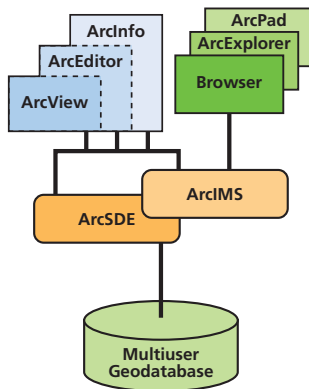 ArcInfo
ArcEditor
ArcView
ArcPad
ArcExplorer
Browser
ArcIMS
ArcSDE
Multiuser
Geodatabase